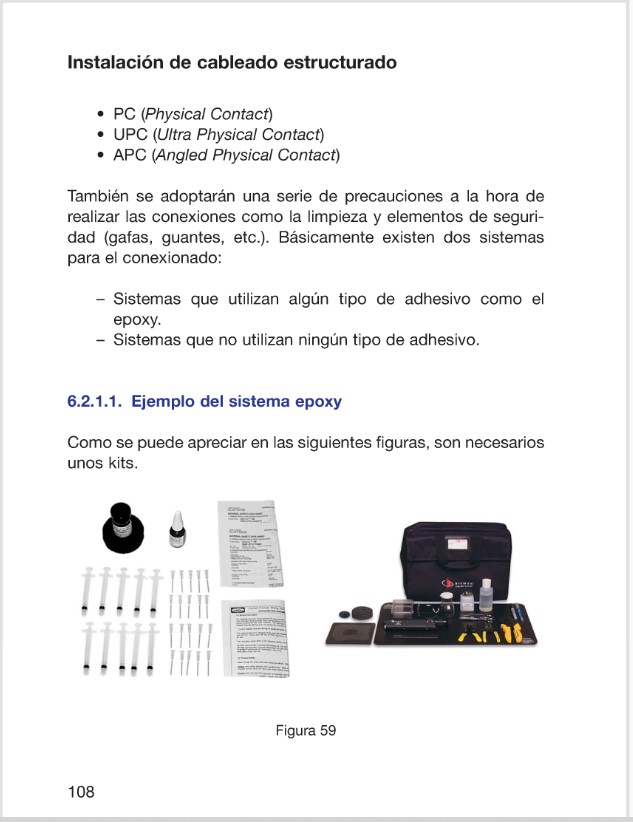 Instalación de cableado estructurado
• PC (Physical Contact)
• UPC (Ultra Physical Contact)
• APC (Angled Physical Contact)
También se adoptarán una serie de precauciones a la hora de
realizar las conexiones como la limpieza y elementos de seguri-
dad (gafas, guantes, etc.). Básicamente existen dos sistemas
para el conexionado:
– Sistemas que utilizan algún tipo de adhesivo como el
epoxy.
– Sistemas que no utilizan ningún tipo de adhesivo.
6.2.1.1. Ejemplo del sistema epoxy
Como se puede apreciar en las siguientes figuras, son necesarios
unos kits.
Figura 59
108